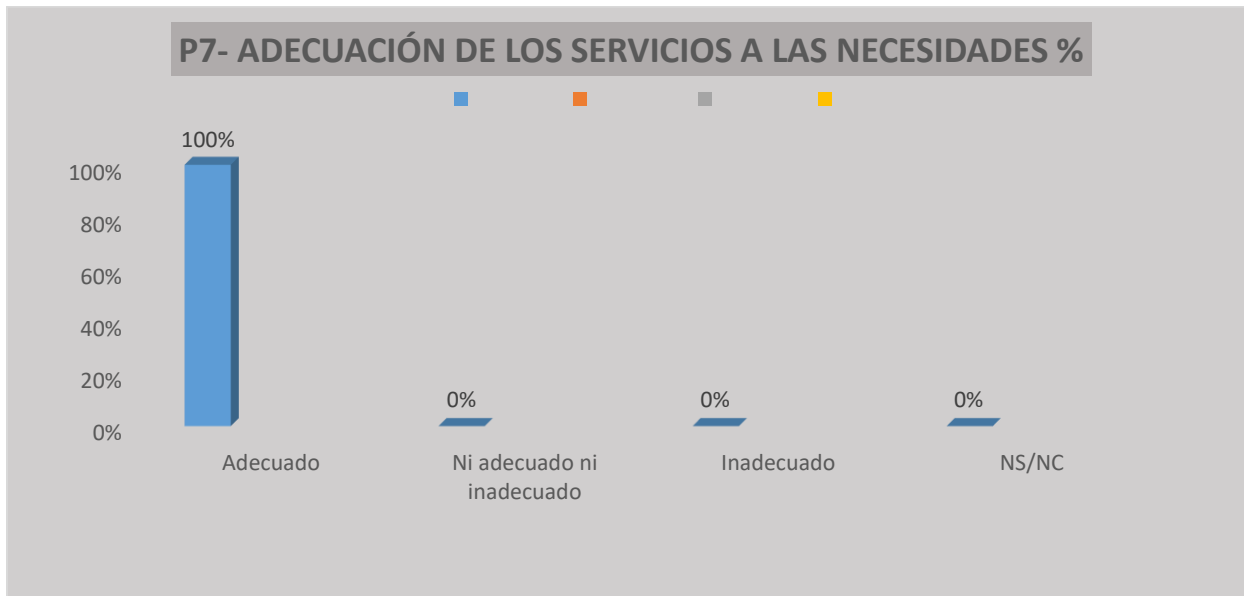 P7- ADECUACIÓN DE LOS SERVICIOS A LAS NECESIDADES %
100%
100%
80%
60%
40%
20%
0%
0%
0%
0%
Adecuado
Ni adecuado ni
inadecuado
Inadecuado
NS/NC